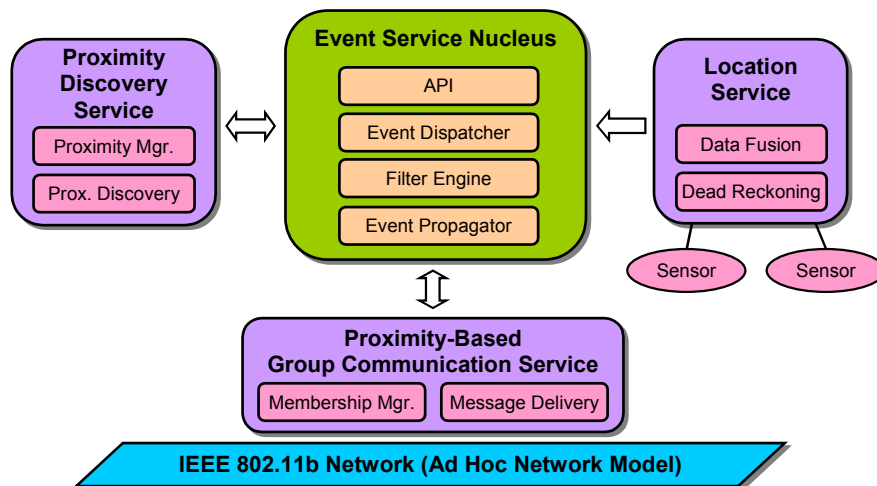 Proximity
Discovery
Service
Proximity Mgr.
Prox. Discovery
Event Service Nucleus
API
Event Dispatcher
Filter Engine
Event Propagator
Location
Service
Data Fusion
Dead Reckoning
Sensor
Sensor
Proximity-Based
Group Communication Service
Membership Mgr.
Message Delivery
IEEE 802.11b Network (Ad Hoc Network Model)